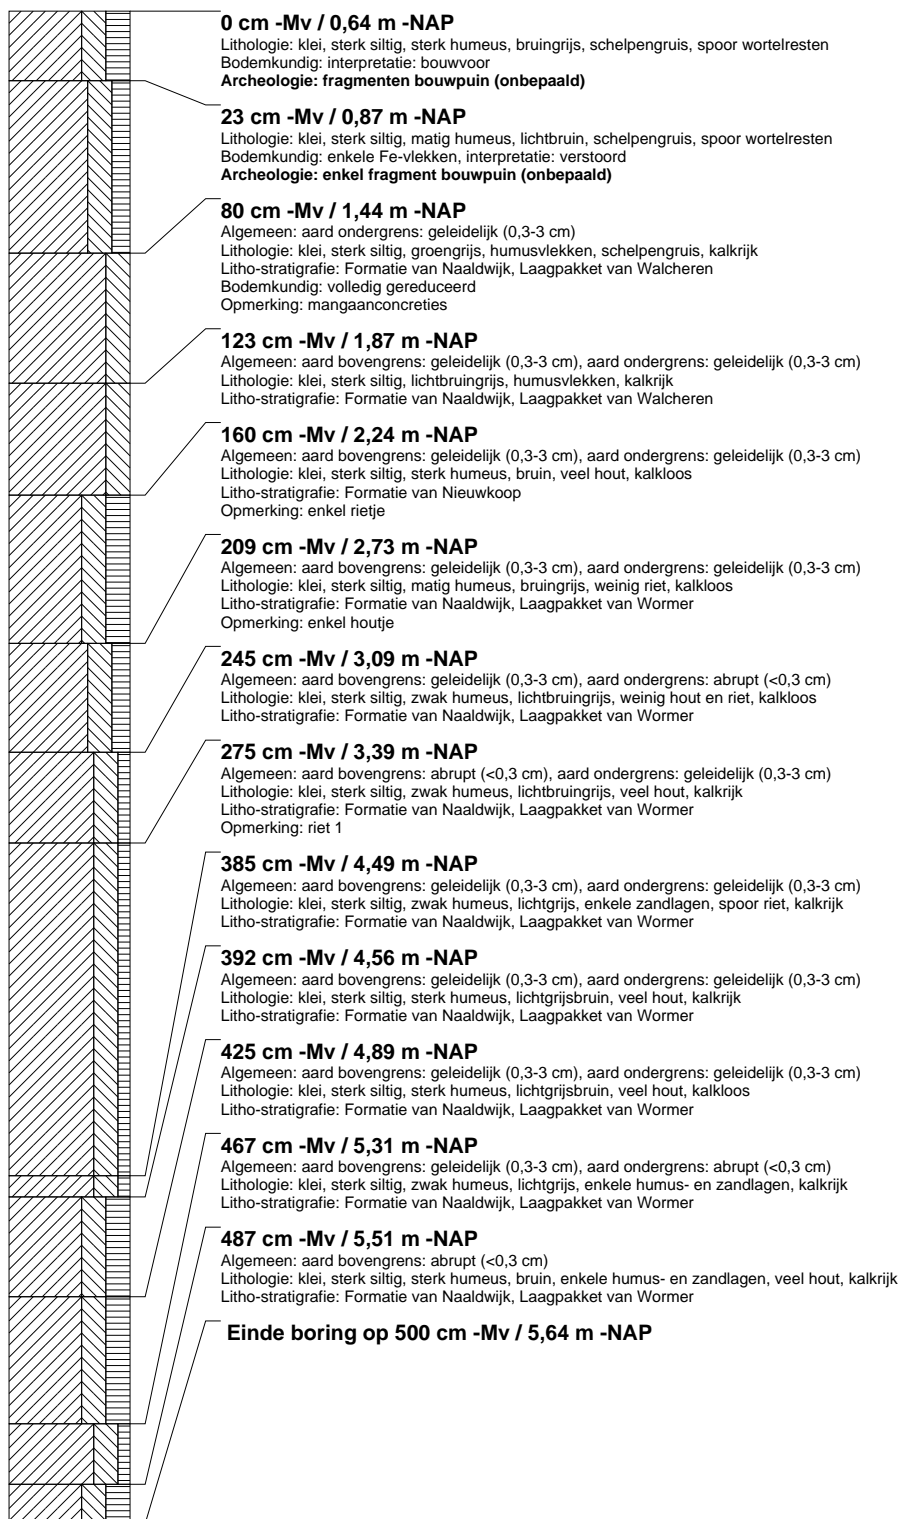 0 cm -Mv / 0,64 m -NAP
Lithologie: klei, sterk siltig, sterk humeus, bruingrijs, schelpengruis, spoor wortelresten
Bodemkundig: interpretatie: bouwvoor
Archeologie: fragmenten bouwpuin (onbepaald)
23 cm -Mv / 0,87 m -NAP
Lithologie: klei, sterk siltig, matig humeus, lichtbruin, schelpengruis, spoor wortelresten
Bodemkundig: enkele Fe-vlekken, interpretatie: verstoord
Archeologie: enkel fragment bouwpuin (onbepaald)
80 cm -Mv / 1,44 m -NAP
Algemeen: aard ondergrens: geleidelijk (0,3-3 cm)
Lithologie: klei, sterk siltig, groengrijs, humusvlekken, schelpengruis, kalkrijk
Litho-stratigrafie: Formatie van Naaldwijk, Laagpakket van Walcheren
Bodemkundig: volledig gereduceerd
Opmerking: mangaanconcreties
123 cm -Mv / 1,87 m -NAP
Algemeen: aard bovengrens: geleidelijk (0,3-3 cm), aard ondergrens: geleidelijk (0,3-3 cm)
Lithologie: klei, sterk siltig, lichtbruingrijs, humusvlekken, kalkrijk
Litho-stratigrafie: Formatie van Naaldwijk, Laagpakket van Walcheren
160 cm -Mv / 2,24 m -NAP
Algemeen: aard bovengrens: geleidelijk (0,3-3 cm), aard ondergrens: geleidelijk (0,3-3 cm)
Lithologie: klei, sterk siltig, sterk humeus, bruin, veel hout, kalkloos
Litho-stratigrafie: Formatie van Nieuwkoop
Opmerking: enkel rietje
209 cm -Mv / 2,73 m -NAP
Algemeen: aard bovengrens: geleidelijk (0,3-3 cm), aard ondergrens: geleidelijk (0,3-3 cm)
Lithologie: klei, sterk siltig, matig humeus, bruingrijs, weinig riet, kalkloos
Litho-stratigrafie: Formatie van Naaldwijk, Laagpakket van Wormer
Opmerking: enkel houtje
245 cm -Mv / 3,09 m -NAP
Algemeen: aard bovengrens: geleidelijk (0,3-3 cm), aard ondergrens: abrupt (<0,3 cm)
Lithologie: klei, sterk siltig, zwak humeus, lichtbruingrijs, weinig hout en riet, kalkloos
Litho-stratigrafie: Formatie van Naaldwijk, Laagpakket van Wormer
275 cm -Mv / 3,39 m -NAP
Algemeen: aard bovengrens: abrupt (<0,3 cm), aard ondergrens: geleidelijk (0,3-3 cm)
Lithologie: klei, sterk siltig, zwak humeus, lichtbruingrijs, veel hout, kalkrijk
Litho-stratigrafie: Formatie van Naaldwijk, Laagpakket van Wormer
Opmerking: riet 1
385 cm -Mv / 4,49 m -NAP
Algemeen: aard bovengrens: geleidelijk (0,3-3 cm), aard ondergrens: geleidelijk (0,3-3 cm)
Lithologie: klei, sterk siltig, zwak humeus, lichtgrijs, enkele zandlagen, spoor riet, kalkrijk
Litho-stratigrafie: Formatie van Naaldwijk, Laagpakket van Wormer
392 cm -Mv / 4,56 m -NAP
Algemeen: aard bovengrens: geleidelijk (0,3-3 cm), aard ondergrens: geleidelijk (0,3-3 cm)
Lithologie: klei, sterk siltig, sterk humeus, lichtgrijsbruin, veel hout, kalkrijk
Litho-stratigrafie: Formatie van Naaldwijk, Laagpakket van Wormer
425 cm -Mv / 4,89 m -NAP
Algemeen: aard bovengrens: geleidelijk (0,3-3 cm), aard ondergrens: geleidelijk (0,3-3 cm)
Lithologie: klei, sterk siltig, sterk humeus, lichtgrijsbruin, veel hout, kalkloos
Litho-stratigrafie: Formatie van Naaldwijk, Laagpakket van Wormer
467 cm -Mv / 5,31 m -NAP
Algemeen: aard bovengrens: geleidelijk (0,3-3 cm), aard ondergrens: abrupt (<0,3 cm)
Lithologie: klei, sterk siltig, zwak humeus, lichtgrijs, enkele humus- en zandlagen, kalkrijk
Litho-stratigrafie: Formatie van Naaldwijk, Laagpakket van Wormer
487 cm -Mv / 5,51 m -NAP
Algemeen: aard bovengrens: abrupt (<0,3 cm)
Lithologie: klei, sterk siltig, sterk humeus, bruin, enkele humus- en zandlagen, veel hout, kalkrijk
Litho-stratigrafie: Formatie van Naaldwijk, Laagpakket van Wormer
Einde boring op 500 cm -Mv / 5,64 m -NAP